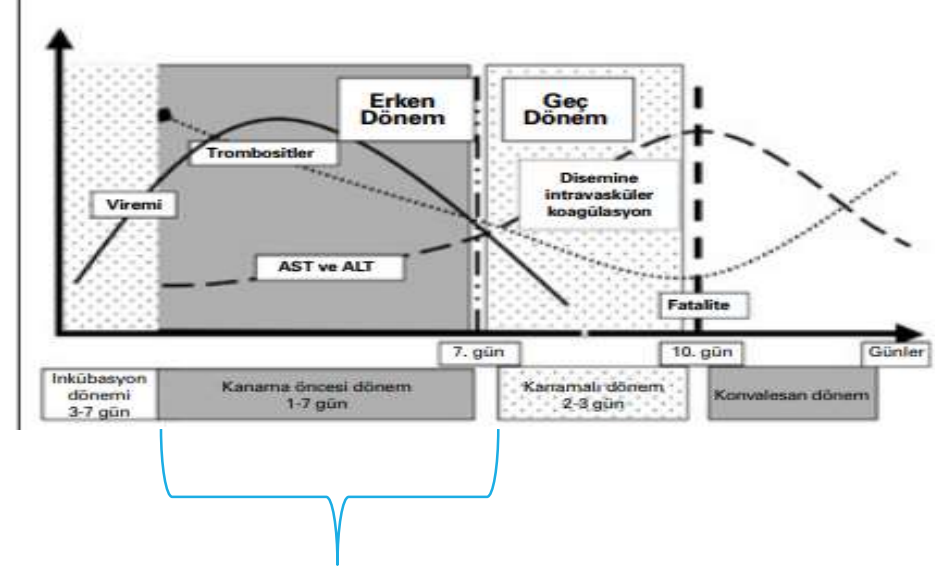 Erken
Dönem
Geç
Dönem
Trombositler
Disemine
intravasküler
koagülasyon
Viremi
AST ve ALT
Fatalite
7. gün
10. gün
Günler
Inkübasyon
dönemi
3-7 gün
Kanama öncesi dönem
1-7 gün
Kanamalı dönem
2-3 gün
Konvalesan dönem